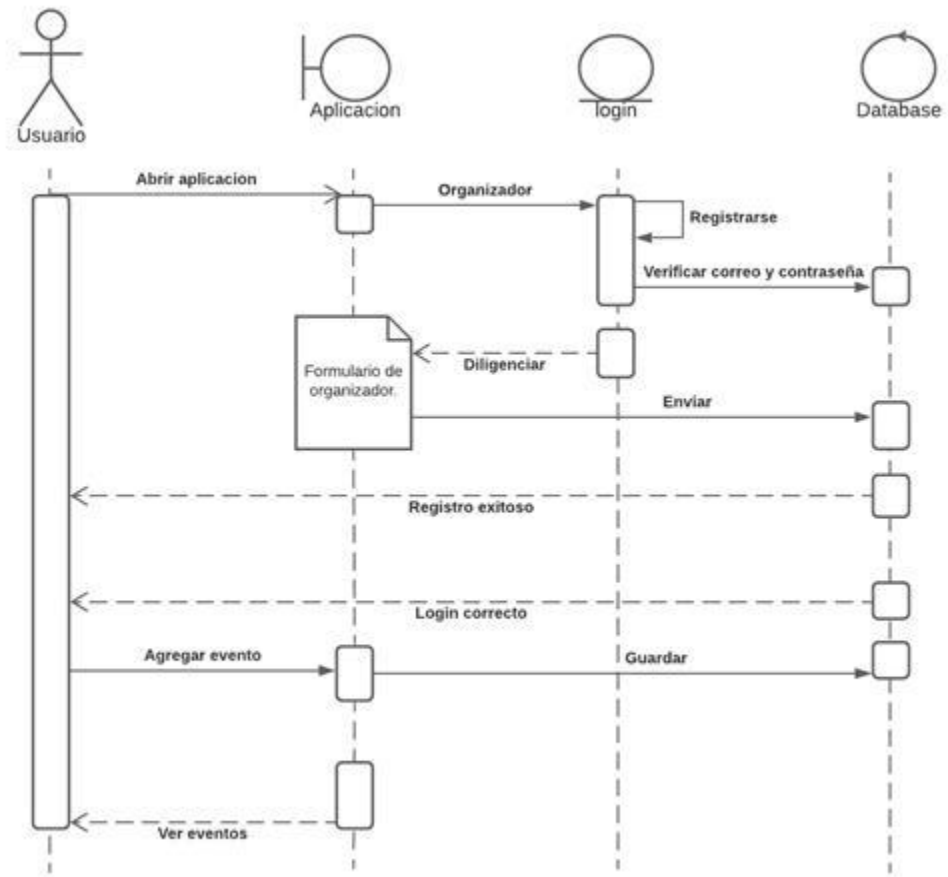 Usuario
Aplicacion
login
Database
Abrir aplicacion
Organizador
Registrarse
Verificar correo y contraseña
Formulario de
organizador.
Diligenciar
Enviar
Registro exitoso
Login correcto
Agregar evento
Guardar
Ver eventos